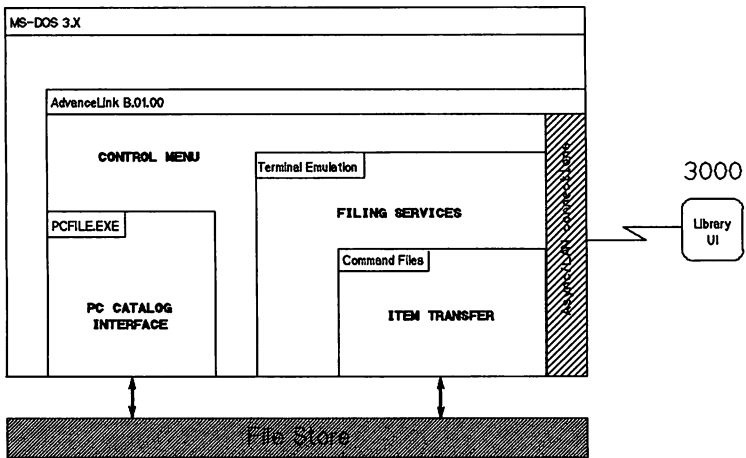 MS-DOS 3.X
AdvanceLink B.01.00
CONTROL MENU
Terminal Emulation
FILING SERVICES
PCFILE.EXE
PC CATALOG
INTERFACE
Command Files
ITEM TRANSFER
Async/LAN connections
3000
Library
UI
File Store